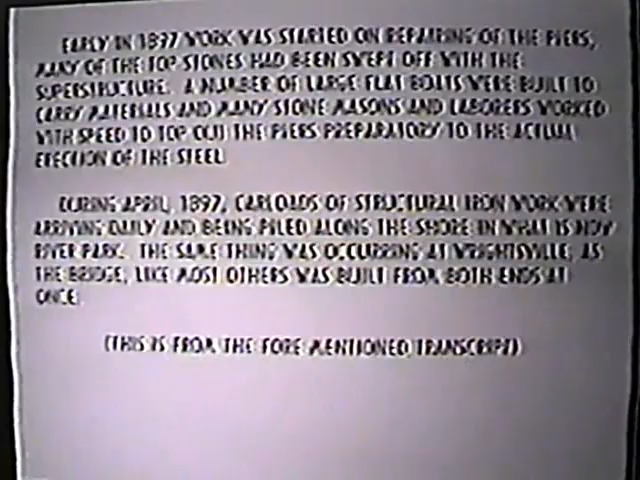 EARLY IN 1897 WORK WAS STARTED ON REPAIRING OF THE PIERS,
MANY OF THE TOP STONES HAD BEEN SWEPT OFF WITH THE
SUPERSTRUCTURE. A NUMBER OF LARGE FLAT BOATS WERE BUILT TO
CARRY MATERIALS AND MANY STONE MASONS AND LABORERS WORKED
WITH SPEED TO TOP OUT THE PIERS PREPARATORY TO THE ACTUAL
ERECTION OF THE STEEL.
DURING APRIL, 1897, CARLOADS OF STRUCTURAL IRON WORK WERE
ARRIVING DAILY AND BEING PILED ALONG THE SHORE IN WHAT IS NOW
RIVER PARK. THE SAME THING WAS OCCURRING AT WRIGHTSVILLE, AS
THE BRIDGE, LIKE MOST OTHERS WAS BUILT FROM BOTH ENDS AT
ONCE.
(THIS IS FROM THE FORE MENTIONED TRANSCRIPT)